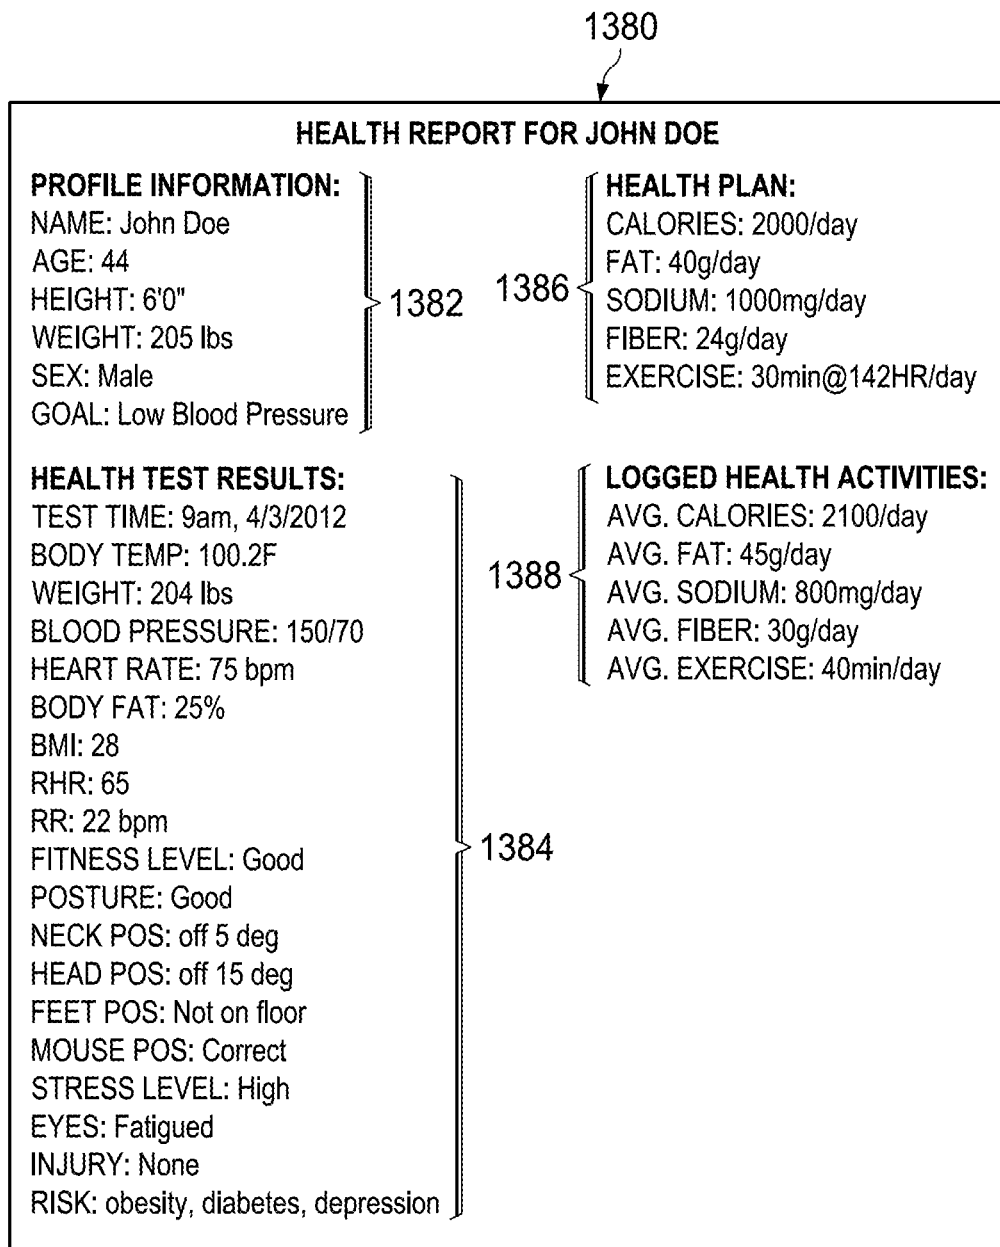 1380
HEALTH REPORT FOR JOHN DOE
PROFILE INFORMATION:
NAME: John Doe
AGE: 44
HEIGHT: 6'0"
WEIGHT: 205 lbs
SEX: Male
GOAL: Low Blood Pressure
1382
HEALTH PLAN:
CALORIES: 2000/day
FAT: 40g/day
SODIUM: 1000mg/day
FIBER: 24g/day
EXERCISE: 30min@142HR/day
1386
HEALTH TEST RESULTS:
TEST TIME: 9am, 4/3/2012
BODY TEMP: 100.2F
WEIGHT: 204 lbs
BLOOD PRESSURE: 150/70
HEART RATE: 75 bpm
BODY FAT: 25%
BMI: 28
RHR: 65
RR: 22 bpm
FITNESS LEVEL: Good
POSTURE: Good
NECK POS: off 5 deg
HEAD POS: off 15 deg
FEET POS: Not on floor
MOUSE POS: Correct
STRESS LEVEL: High
EYES: Fatigued
INJURY: None
RISK: obesity, diabetes, depression
1384
LOGGED HEALTH ACTIVITIES:
AVG. CALORIES: 2100/day
AVG. FAT: 45g/day
AVG. SODIUM: 800mg/day
AVG. FIBER: 30g/day
AVG. EXERCISE: 40min/day
1388